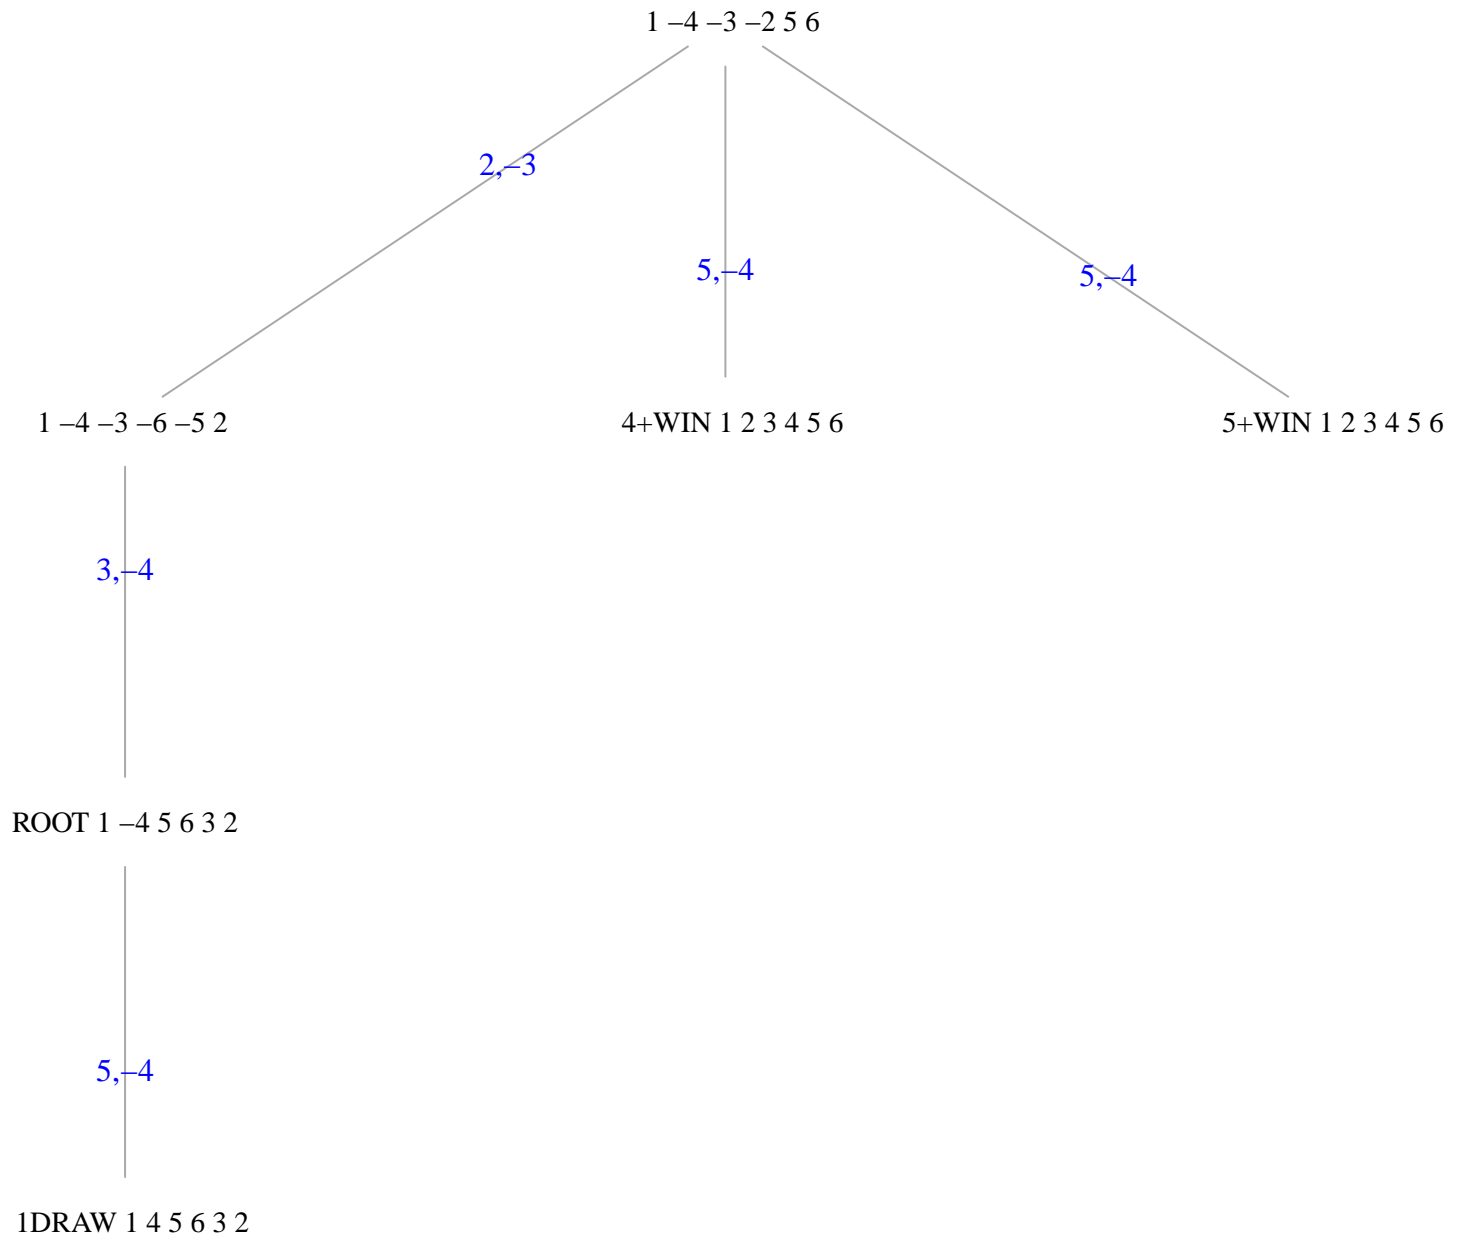 1 –4 –3 –2 5 6
2,–3
5,–4
5,–4
1 –4 –3 –6 –5 2
4+WIN 1 2 3 4 5 6
5+WIN 1 2 3 4 5 6
3,–4
ROOT 1 –4 5 6 3 2
5,–4
1DRAW 1 4 5 6 3 2